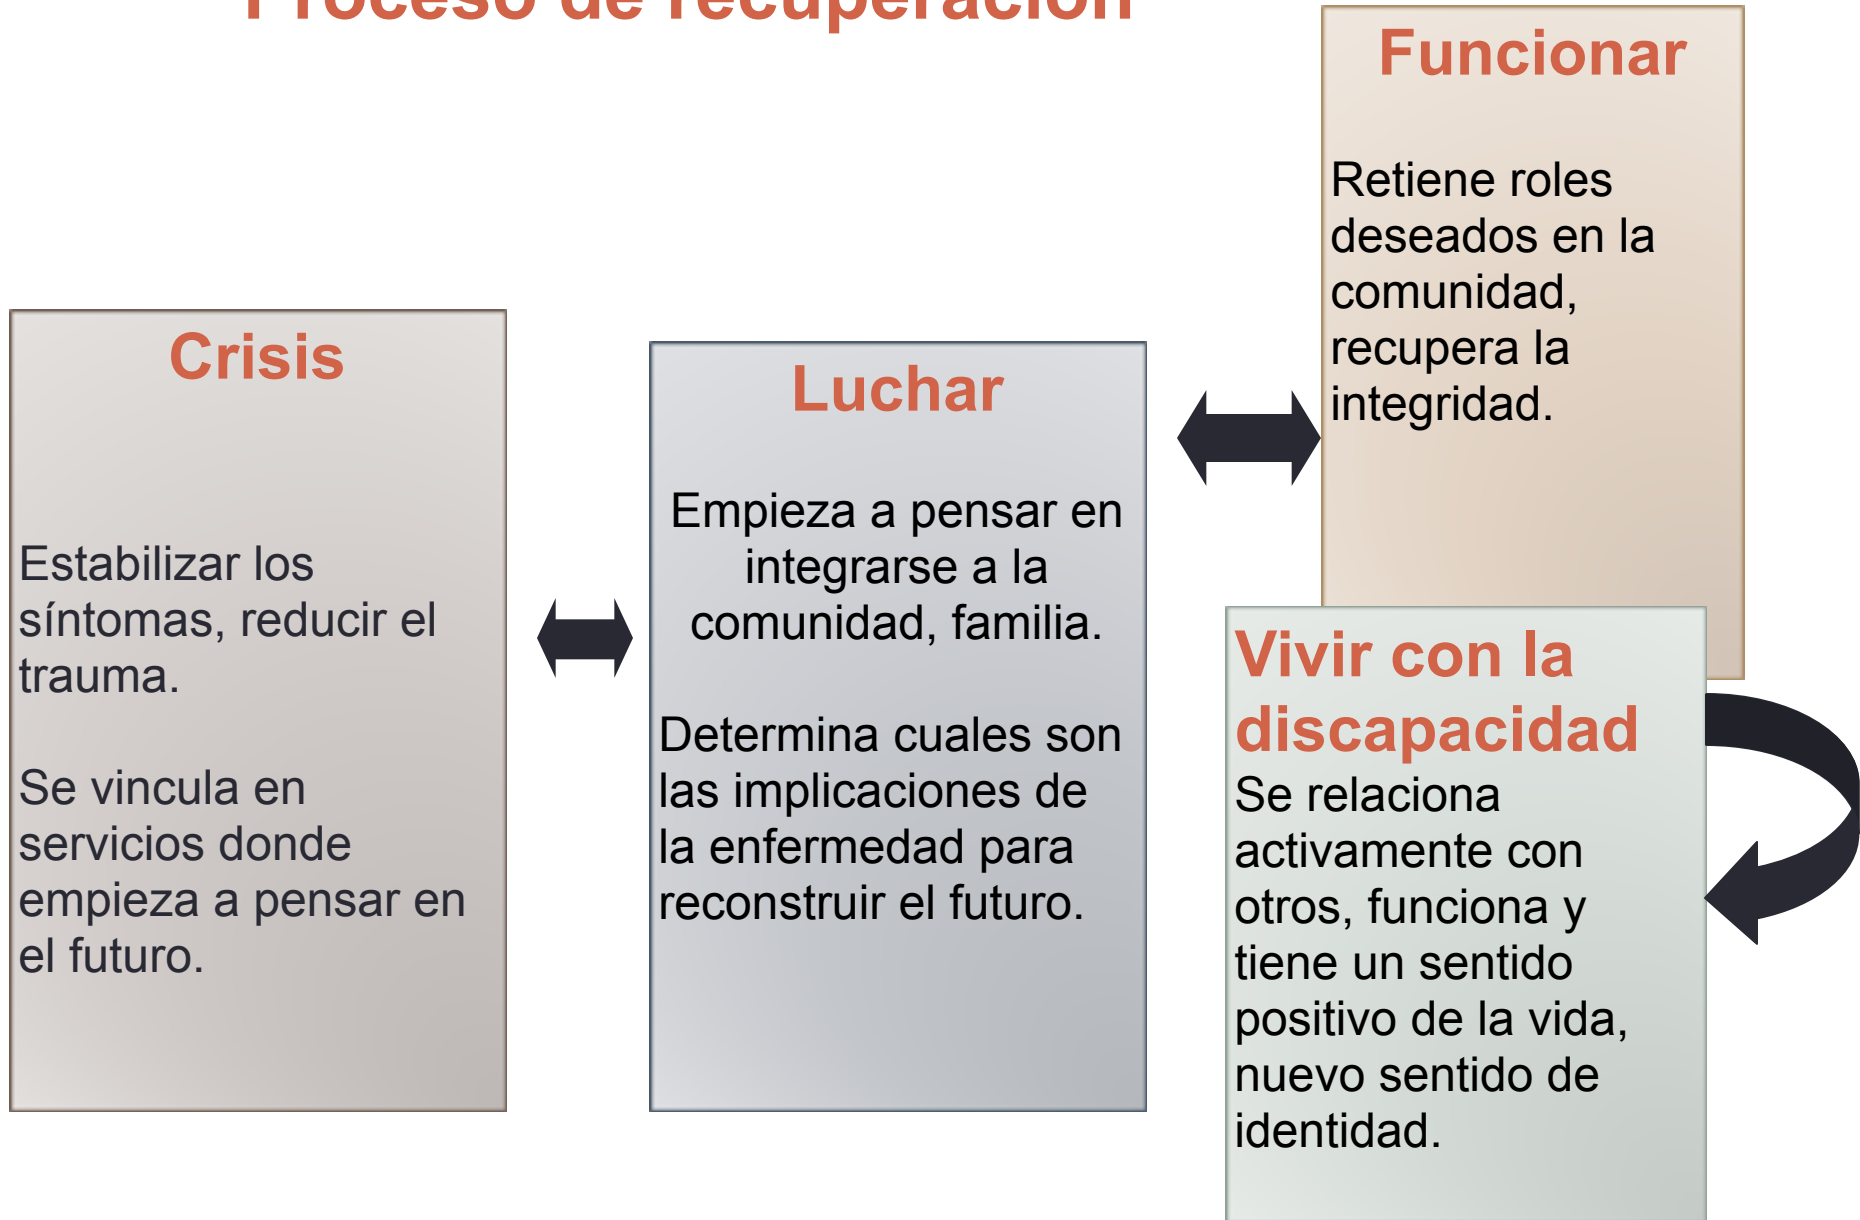 Proceso de recuperación
Crisis
Estabilizar los
síntomas, reducir el
trauma.
Se vincula en
servicios donde
empieza a pensar en
el futuro.
Luchar
Empieza a pensar en
integrarse a la
comunidad, familia.
Determina cuales son
las implicaciones de
la enfermedad para
reconstruir el futuro.
Funcionar
Retiene roles
deseados en la
comunidad,
recupera la
integridad.
Vivir con la
discapacidad
Se relaciona
activamente con
otros, funciona y
tiene un sentido
positivo de la vida,
nuevo sentido de
identidad.